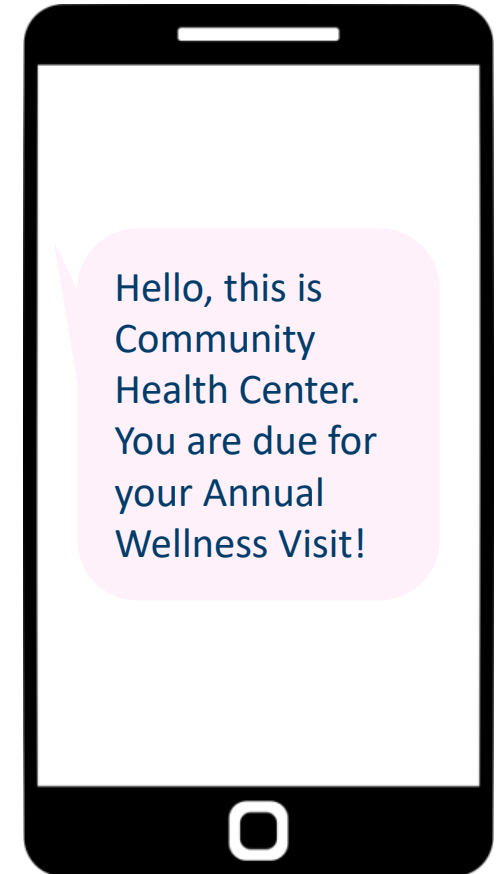 Hello, this is
Community
Health Center.
You are due for
your Annual
Wellness Visit!